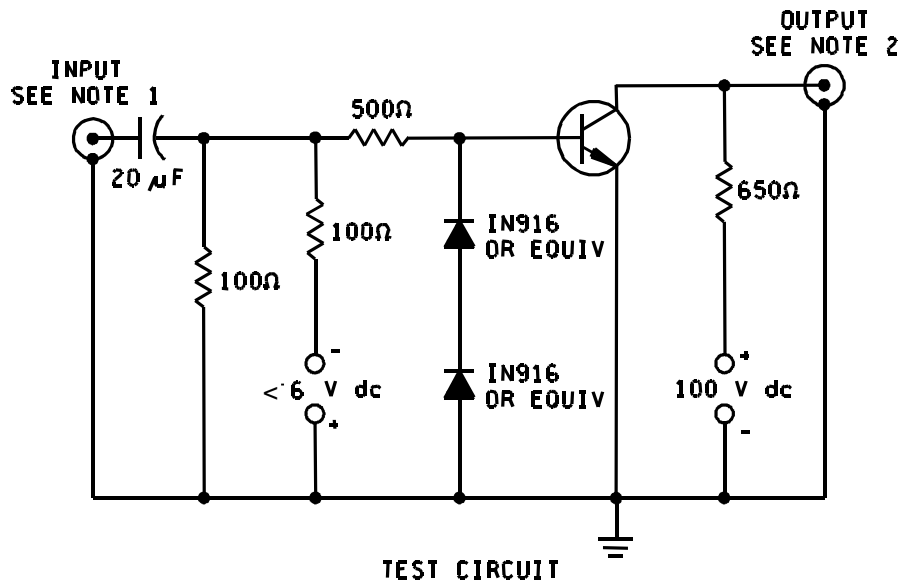 OUTPUT
SEE NOTE 2
INPUT
SEE NOTE 1
500Ω
20 μF
650Ω
IN916
OR EQUIV
100Ω
100Ω
-
+
IN916
OR EQUIV
< 6 V dc
100 V dc
+
-
TEST CIRCUIT